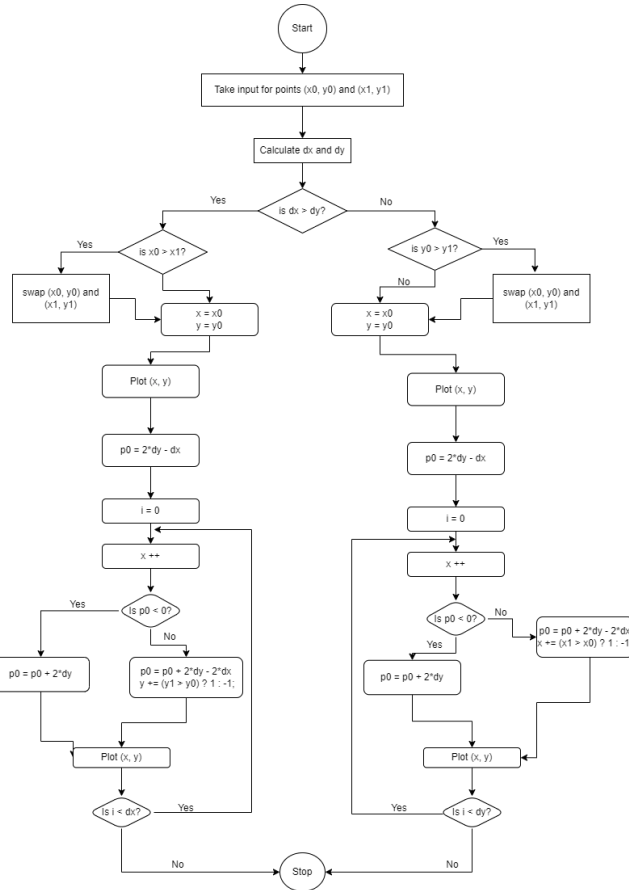 Start
Take input for points (x0, y0) and (x1, y1)
Calculate dx and dy
is dx > dy?
Yes
No
is x0 > x1?
Yes
swap (x0, y0) and
(x1, y1)
x = x0
y = y0
Plot (x, y)
p0 = 2*dy - dx
i = 0
x ++
Is p0 < 0?
Yes
No
p0 = p0 + 2*dy
p0 = p0 + 2*dy - 2*dx
y += (y1 > y0) ? 1 : -1;
Plot (x, y)
Is i < dx?
Yes
No
is y0 > y1?
Yes
No
swap (x0, y0) and
(x1, y1)
x = x0
y = y0
Plot (x, y)
p0 = 2*dy - dx
i = 0
x ++
Is p0 < 0?
No
Yes
p0 = p0 + 2*dy - 2*dx
x += (x1 > x0) ? 1 : -1
p0 = p0 + 2*dy
Plot (x, y)
Is i < dy?
Yes
No
Stop